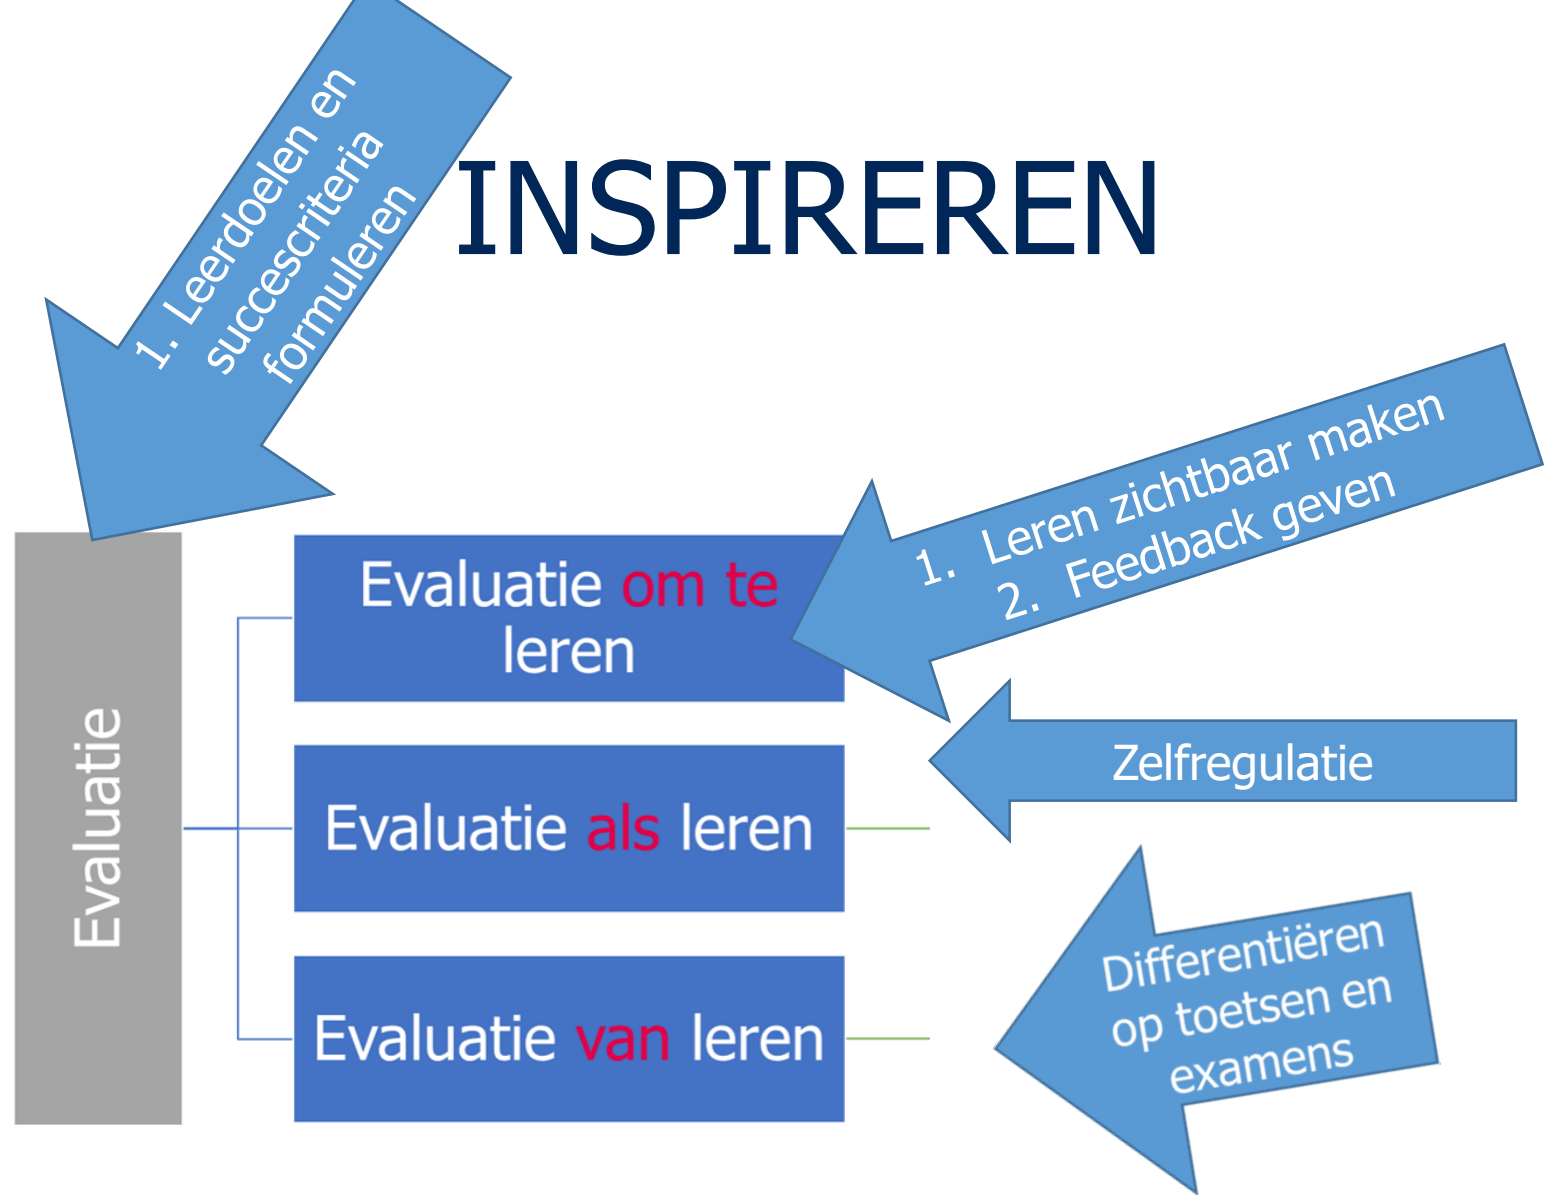 INSPIREREN
1. Leerdoelen en
succescriteria
formuleren
1. Leren zichtbaar maken
2. Feedback geven
Evaluatie
Evaluatie om te
leren
Zelfregulatie
Evaluatie als leren
Differentiëren
op toetsen en
examens
Evaluatie van leren